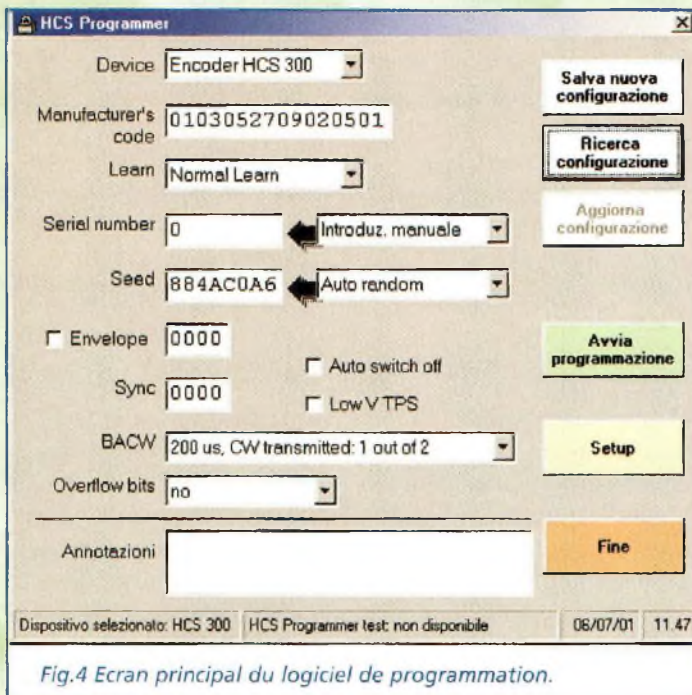 HCS Programmer
Device Encoder HCS 300
Salva nuova
configurazione
Manufacturer's
code 0103052709020501
Ricerca
configurazione
Learn Normal Learn
Aggiorna
configurazione
Serial number 0 Introduz. manuale
Seed 884AC0A6 Auto random
Envelope 0000
Avvia
programmazione
Auto switch off
Sync 0000
Low V TPS
BACW 200 us, CW transmitted: 1 out of 2
Setup
Overflow bits no
Annotazioni
Fine
Dispositivo selezionato: HCS 300 HCS Programmer test: non disponibile 06/07/01 11.47
Fig.4 Ecran principal du logiciel de programmation.